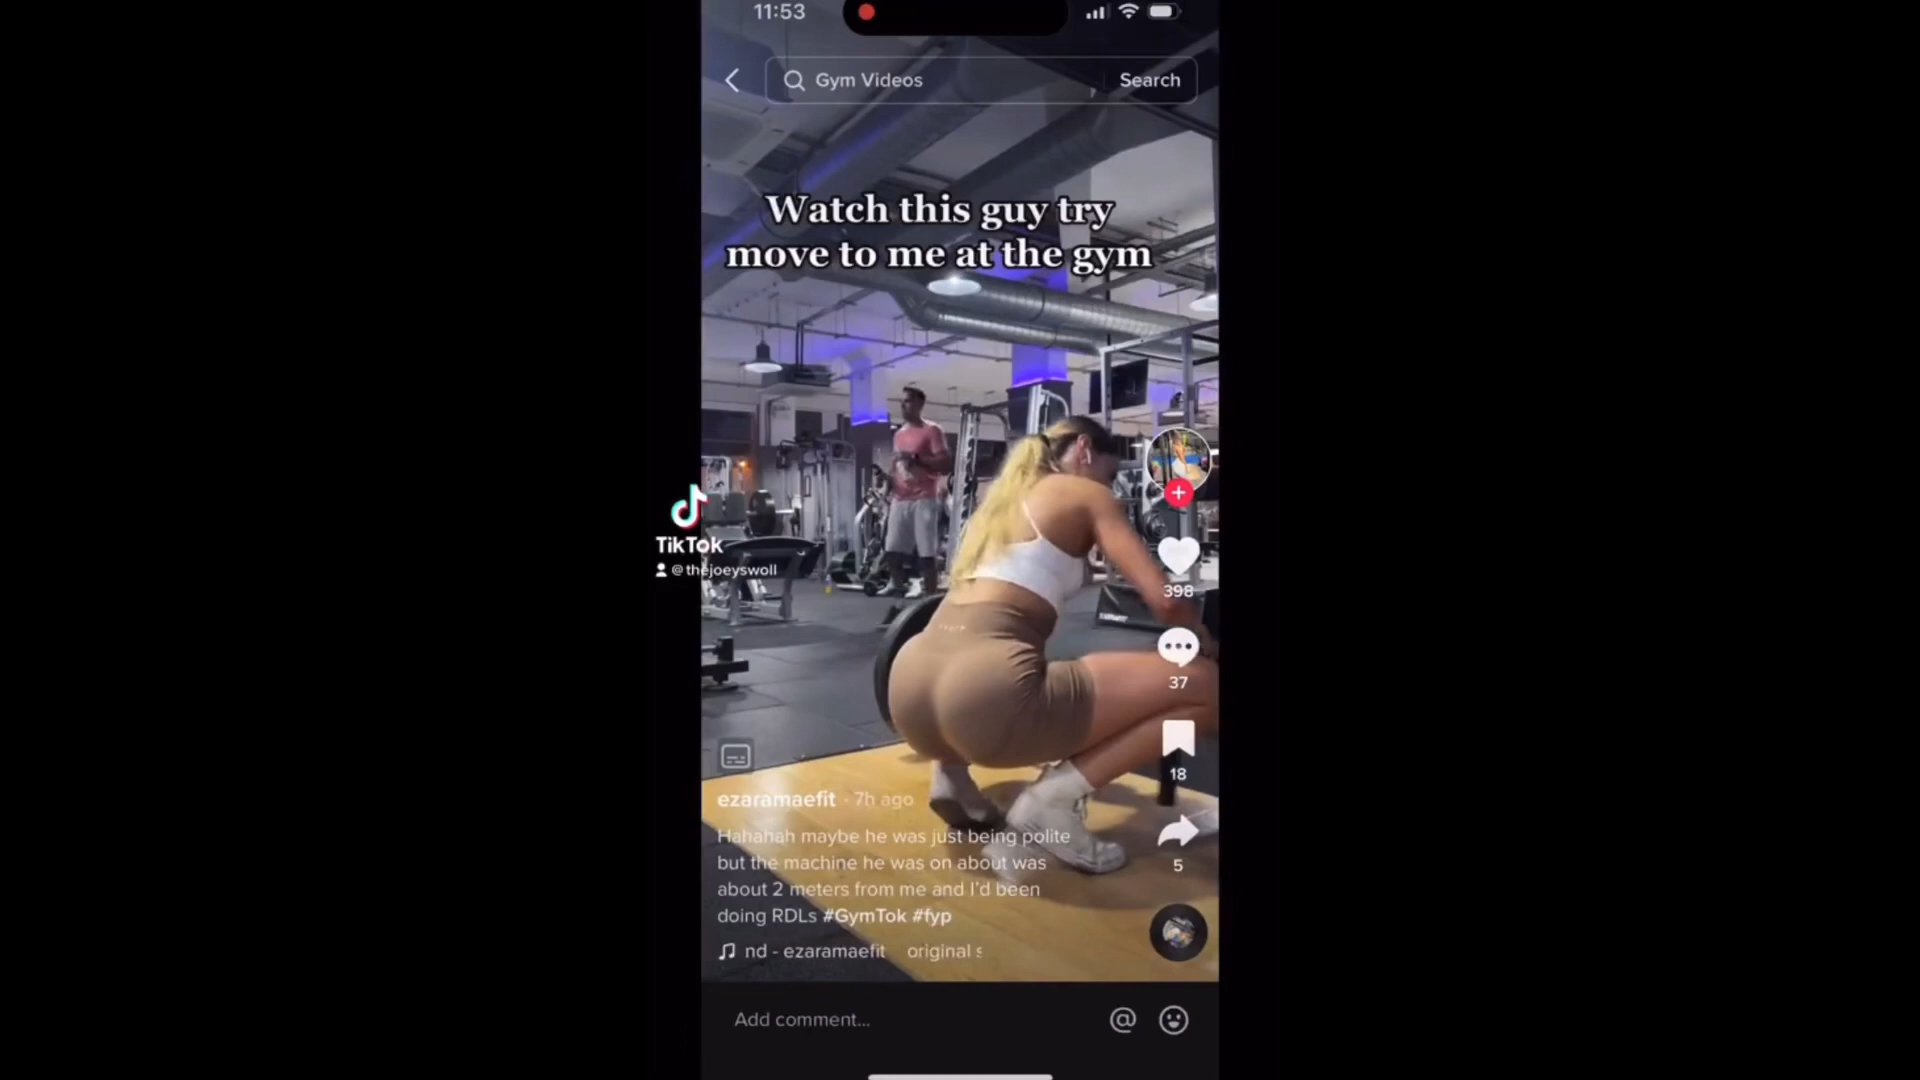 11:53
Gym Videos
Search
Watch this guy try
move to me at the gym
TikTok
@thejoeyswoll
398
37
18
5
ezaramaefit · 7h ago
Hahahah maybe he was just being polite
but the machine he was on about was
about 2 meters from me and I'd been
doing RDLs #GymTok #fyp
nd - ezaramaefit original s
Add comment...
@